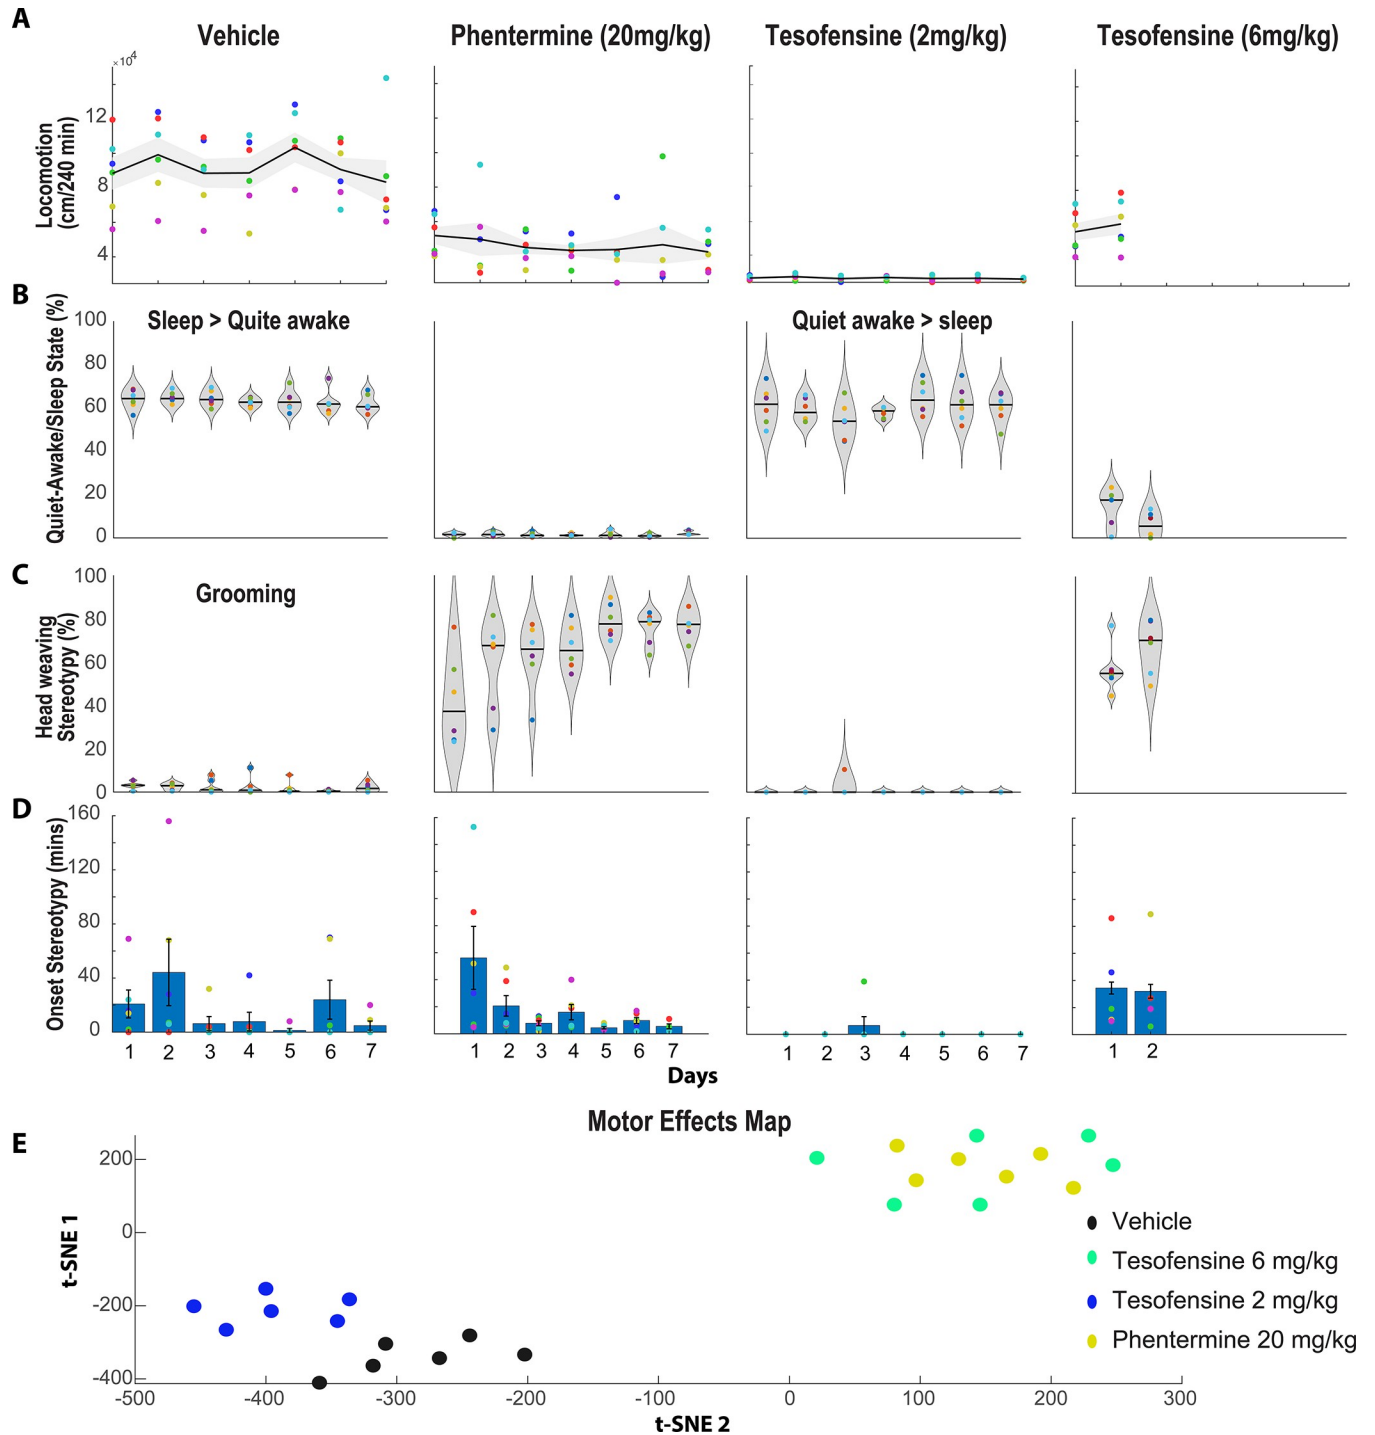 A
Vehicle
Phentermine (20mg/kg)
Tesofensine (2mg/kg)
Tesofensine (6mg/kg)
×10⁴
Locomotion
(cm/240 min)
12
8
4
B
Quiet-Awake/Sleep State (%)
100
80
60
40
20
0
Sleep > Quite awake
Quiet awake > sleep
C
Head weaving
Stereotypy (%)
100
80
60
40
20
0
Grooming
D
Onset Stereotypy (mins)
160
120
80
40
0
1 2 3 4 5 6 7
1 2 3 4 5 6 7
1 2 3 4 5 6 7
1 2
Days
E
Motor Effects Map
t-SNE 1
200
0
-200
-400
-500 -400 -300 -200 -100 0 100 200 300
t-SNE 2
Vehicle
Tesofensine 6 mg/kg
Tesofensine 2 mg/kg
Phentermine 20 mg/kg